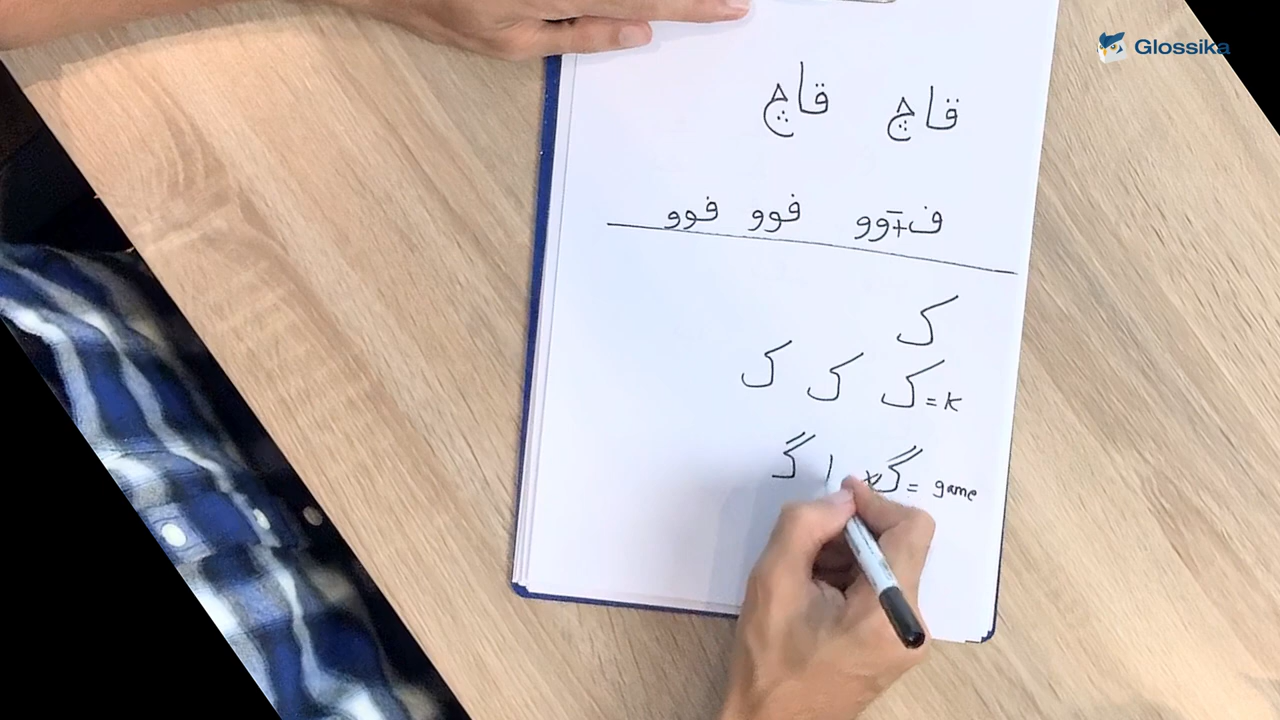 Glossika
قاچ قاچ
ف+وو فوو فوو
ک
ک = k ک ک
گ = game گ